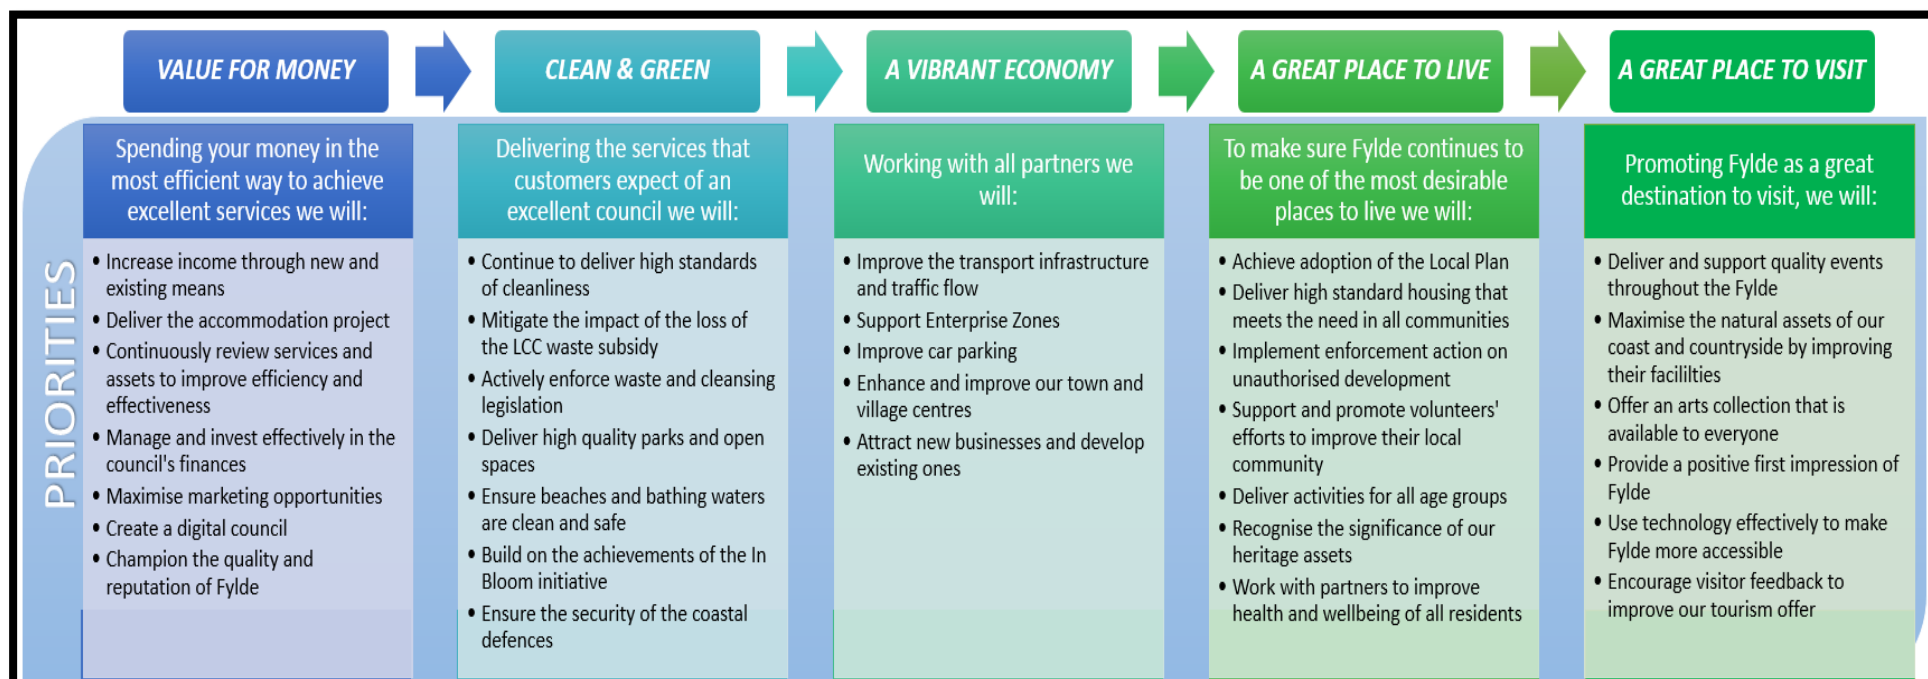 VALUE FOR MONEY
CLEAN & GREEN
A VIBRANT ECONOMY
A GREAT PLACE TO LIVE
A GREAT PLACE TO VISIT
PRIORITIES
Spending your money in the
most efficient way to achieve
excellent services we will:
• Increase income through new and
existing means
• Deliver the accommodation project
• Continuously review services and
assets to improve efficiency and
effectiveness
• Manage and invest effectively in the
council's finances
• Maximise marketing opportunities
• Create a digital council
• Champion the quality and
reputation of Fylde
Delivering the services that
customers expect of an
excellent council we will:
• Continue to deliver high standards
of cleanliness
• Mitigate the impact of the loss of
the LCC waste subsidy
• Actively enforce waste and cleansing
legislation
• Deliver high quality parks and open
spaces
• Ensure beaches and bathing waters
are clean and safe
• Build on the achievements of the In
Bloom initiative
• Ensure the security of the coastal
defences
Working with all partners we
will:
• Improve the transport infrastructure
and traffic flow
• Support Enterprise Zones
• Improve car parking
• Enhance and improve our town and
village centres
• Attract new businesses and develop
existing ones
To make sure Fylde continues to
be one of the most desirable
places to live we will:
• Achieve adoption of the Local Plan
• Deliver high standard housing that
meets the need in all communities
• Implement enforcement action on
unauthorised development
• Support and promote volunteers'
efforts to improve their local
community
• Deliver activities for all age groups
• Recognise the significance of our
heritage assets
• Work with partners to improve
health and wellbeing of all residents
Promoting Fylde as a great
destination to visit, we will:
• Deliver and support quality events
throughout the Fylde
• Maximise the natural assets of our
coast and countryside by improving
their facililties
• Offer an arts collection that is
available to everyone
• Provide a positive first impression of
Fylde
• Use technology effectively to make
Fylde more accessible
• Encourage visitor feedback to
improve our tourism offer